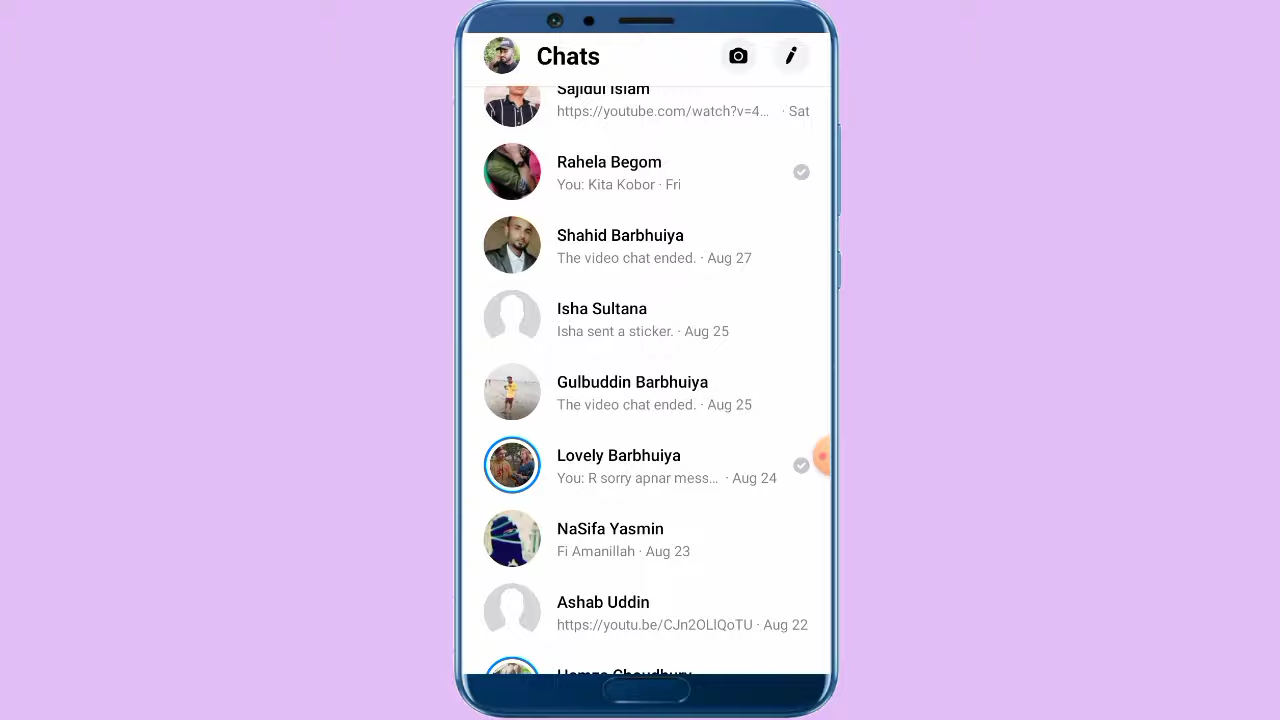 Chats
Sajidul Islam
https://youtube.com/watch?v=4... · Sat
Rahela Begom
You: Kita Kobor · Fri
Shahid Barbhuiya
The video chat ended. · Aug 27
Isha Sultana
Isha sent a sticker. · Aug 25
Gulbuddin Barbhuiya
The video chat ended. · Aug 25
Lovely Barbhuiya
You: R sorry apnar mess... · Aug 24
NaSifa Yasmin
Fi Amanillah · Aug 23
Ashab Uddin
https://youtu.be/CJn2OLIQoTU · Aug 22
Hamza Choudhury